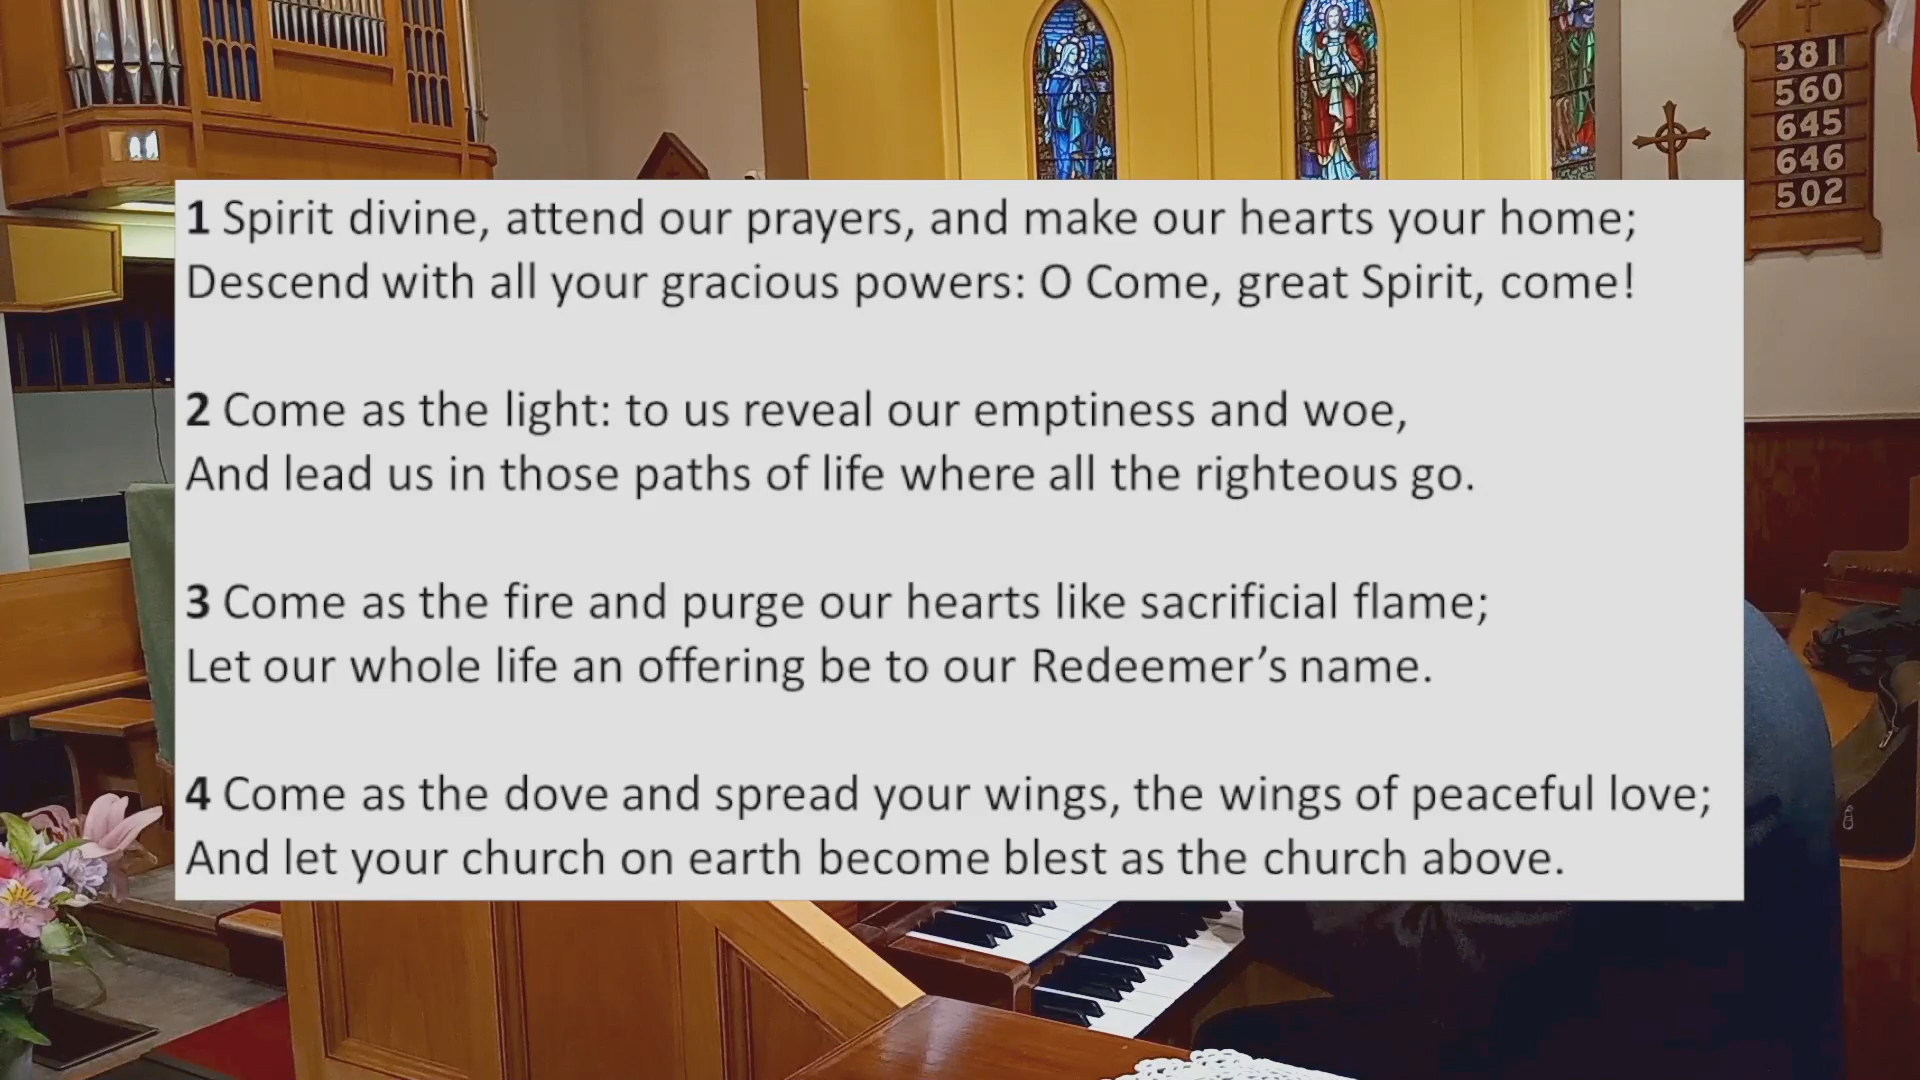 1 Spirit divine, attend our prayers, and make our hearts your home;
Descend with all your gracious powers: O Come, great Spirit, come!
2 Come as the light: to us reveal our emptiness and woe,
And lead us in those paths of life where all the righteous go.
3 Come as the fire and purge our hearts like sacrificial flame;
Let our whole life an offering be to our Redeemer’s name.
4 Come as the dove and spread your wings, the wings of peaceful love;
And let your church on earth become blest as the church above.
381
560
645
646
502